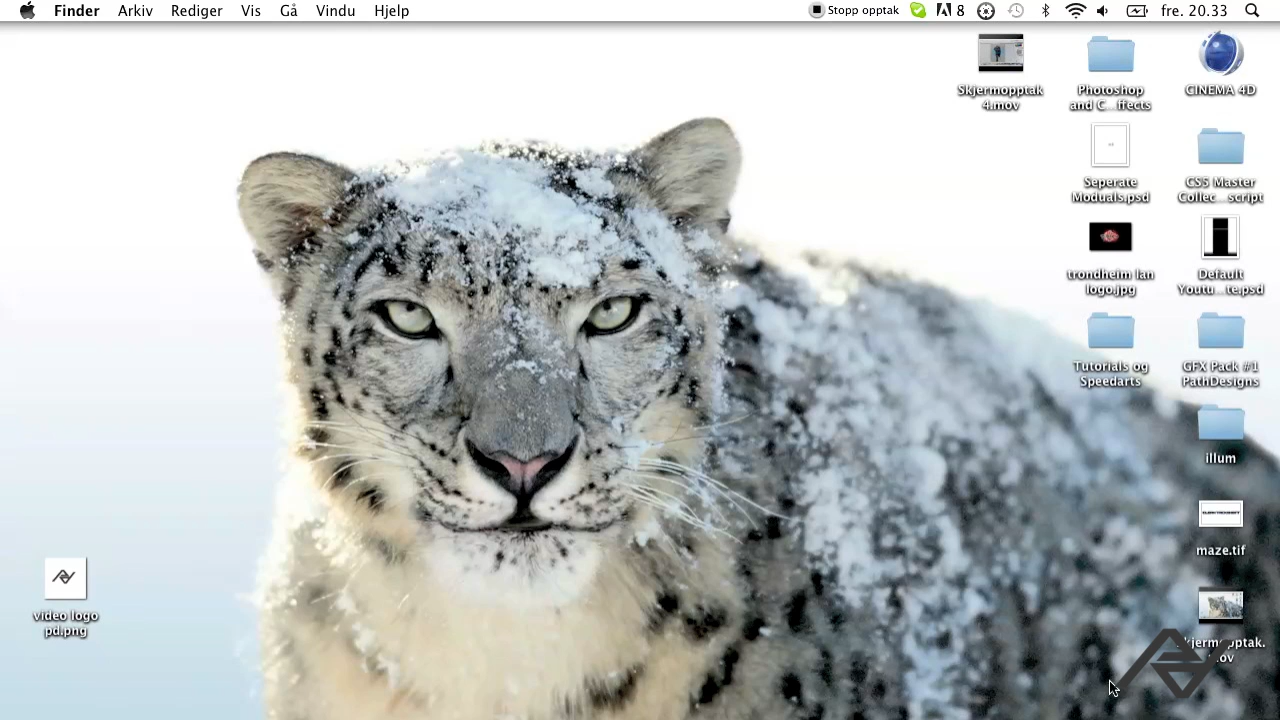 Finder Arkiv Rediger Vis Gå Vindu Hjelp Stopp opptak 8 fre. 20.33
Skjermopptak
4.mov
Photoshop
and C...ffects
CINEMA 4D
Seperate
Moduals.psd
CS5 Master
Collec...script
trondheim lan
logo.jpg
Default
Youtu...te.psd
Tutorials og
Speedarts
GFX Pack #1
PathDesigns
illum
maze.tif
video logo
pd.png